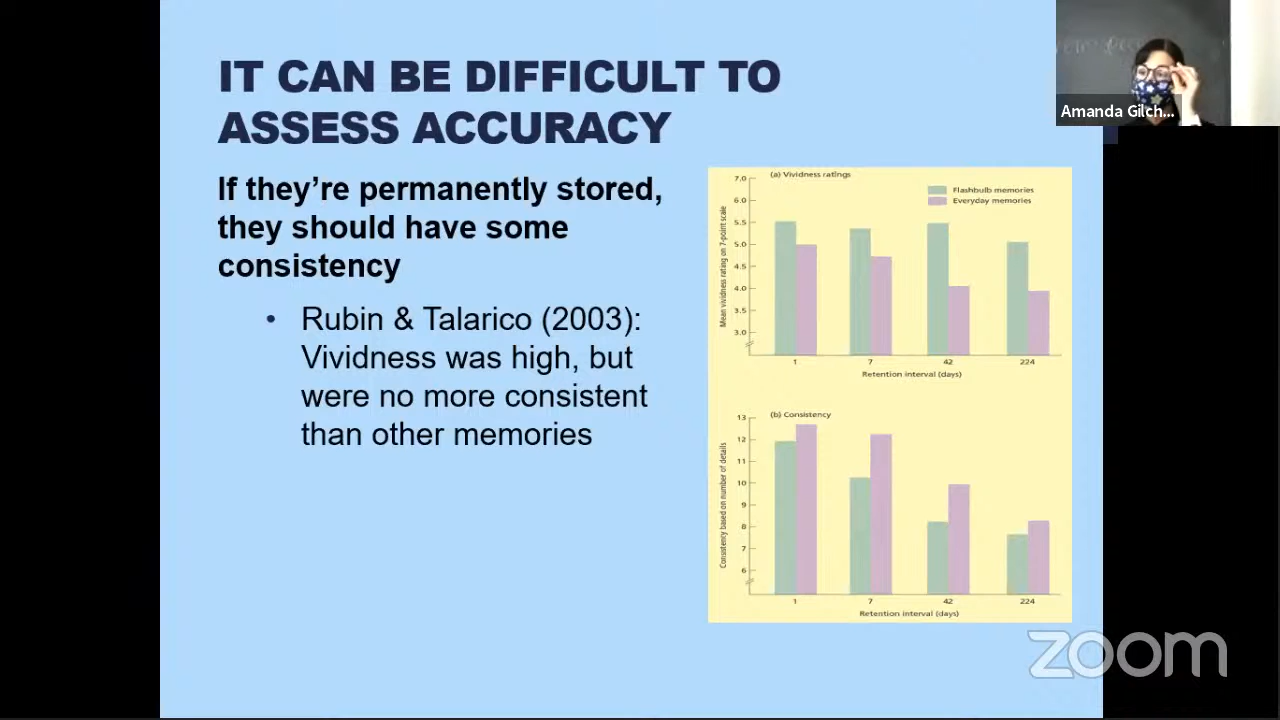 IT CAN BE DIFFICULT TO
ASSESS ACCURACY
If they’re permanently stored,
they should have some
consistency
• Rubin & Talarico (2003):
Vividness was high, but
were no more consistent
than other memories
Amanda Gilch...
(a) Vividness ratings
Flashbulb memories
Everyday memories
Mean vividness rating on 7-point scale
7.0
6.0
5.5
5.0
4.5
4.0
3.5
3.0
1 7 42 224
Retention interval (days)
(b) Consistency
Consistency based on number of details
13
12
11
10
9
8
7
6
1 7 42 224
Retention interval (days)
zoom